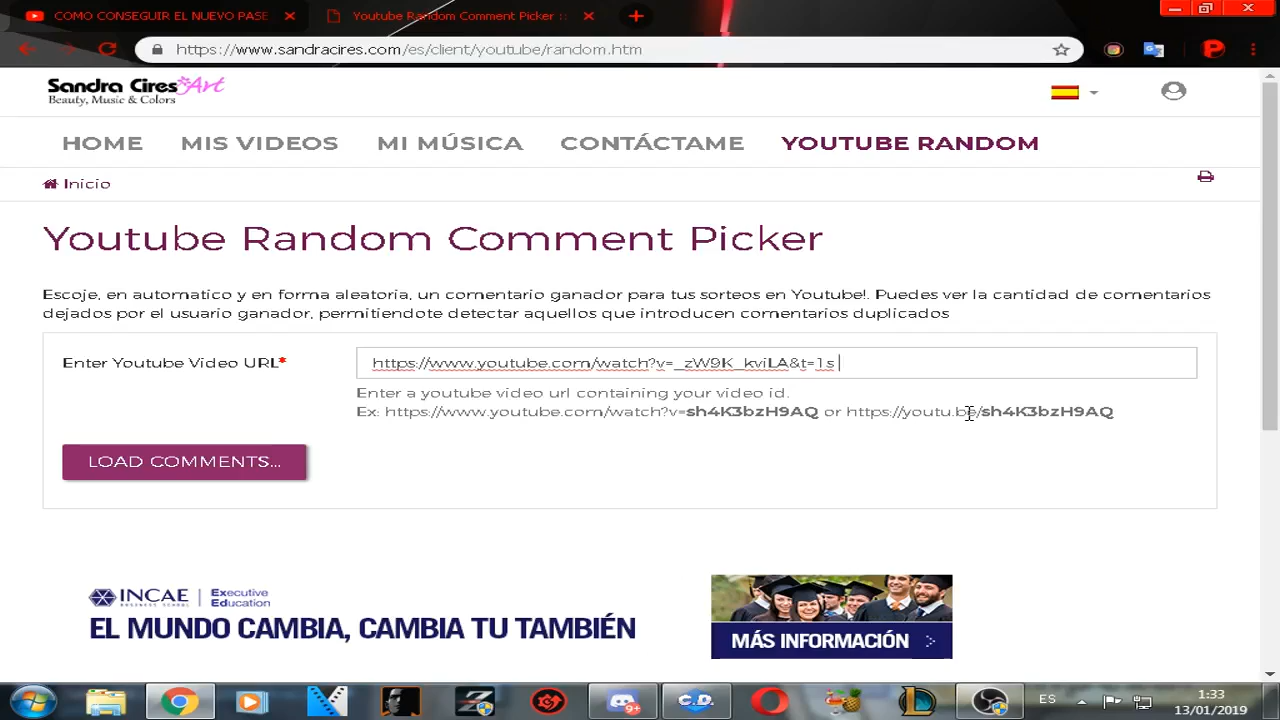 COMO CONSEGUIR EL NUEVO PASE
Youtube Random Comment Picker ::
https://www.sandracires.com/es/client/youtube/random.htm
Sandra Cires Art
Beauty, Music & Colors
HOME MIS VIDEOS MI MÚSICA CONTÁCTAME YOUTUBE RANDOM
Inicio
Youtube Random Comment Picker
Escoje, en automatico y en forma aleatoria, un comentario ganador para tus sorteos en Youtube!. Puedes ver la cantidad de comentarios
dejados por el usuario ganador, permitiendote detectar aquellos que introducen comentarios duplicados
Enter Youtube Video URL* https://www.youtube.com/watch?v=_zW9K_kviLA&t=1s
Enter a youtube video url containing your video id.
Ex: https://www.youtube.com/watch?v=sh4K3bzH9AQ or https://youtu.be/sh4K3bzH9AQ
LOAD COMMENTS...
INCAE BUSINESS SCHOOL Executive
Education
EL MUNDO CAMBIA, CAMBIA TU TAMBIÉN
MÁS INFORMACIÓN >
C.D.
ES
1:33
13/01/2019